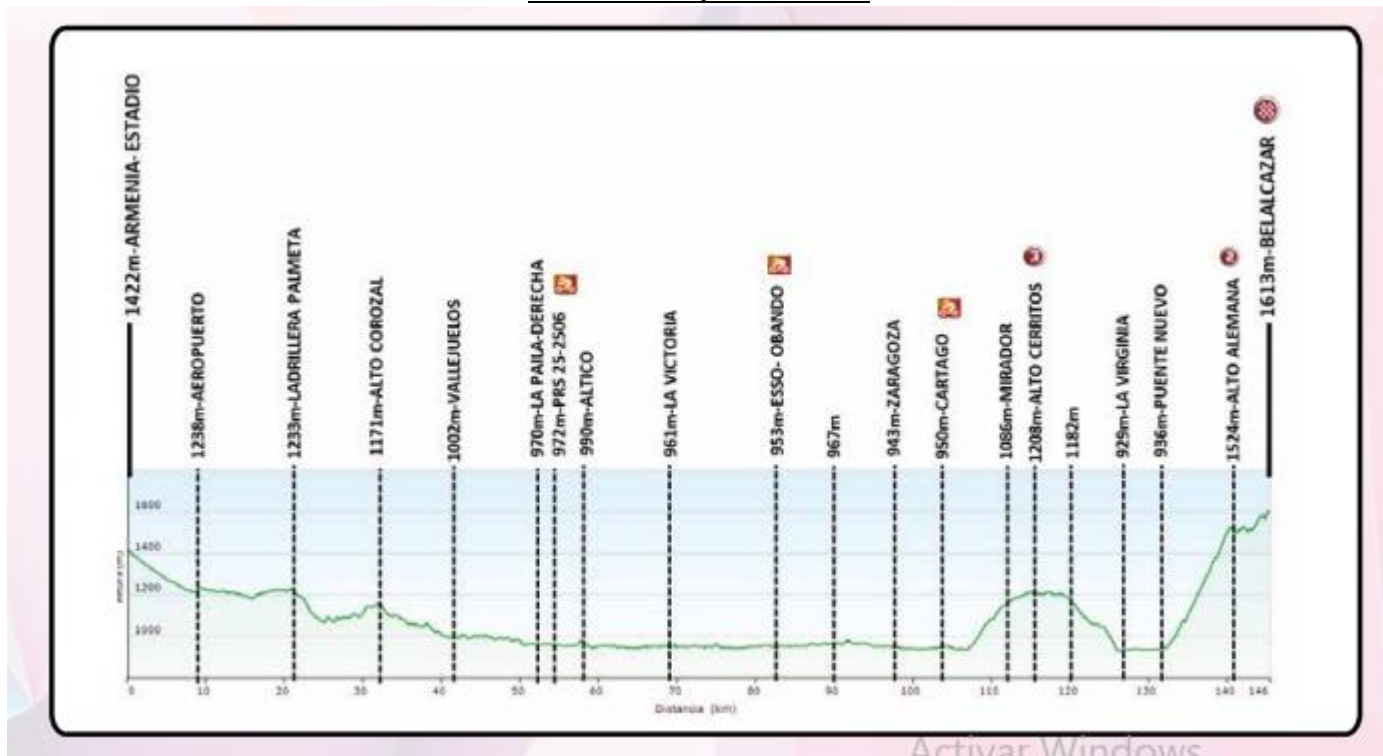 1422m-ARMENIA- ESTADIO
1238m-AEROPUERTO
1233m-LADRILLERA PALMETA
1171m-ALTO COROZAL
1002m-VALLEJUELOS
970m-LA PAILA-DERECHA
972m-PRS 25-2506
990m-ALTICO
961m-LA VICTORIA
953m-ESSO- OBANDO
967m
943m-ZARAGOZA
950m-CARTAGO
1086m-MIRADOR
1208m-ALTO CERRITOS
1182m
929m-LA VIRGINIA
936m-PUENTE NUEVO
1524m-ALTO ALEMANA
1613m-BELALCAZAR
1600
1400
1200
1000
0 10 20 30 40 50 60 70 80 90 100 110 120 130 140 146
Distancia (km)
Activar Windows